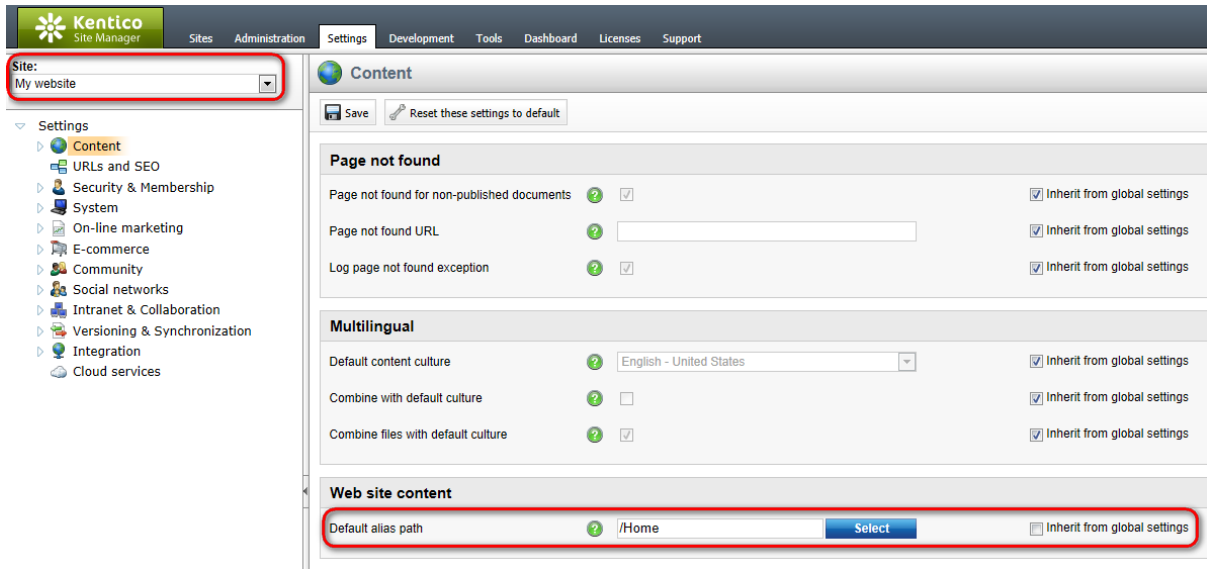 Kentico
Site Manager
Sites Administration Settings Development Tools Dashboard Licenses Support
Site:
My website
Settings
Content
URLs and SEO
Security & Membership
System
On-line marketing
E-commerce
Community
Social networks
Intranet & Collaboration
Versioning & Synchronization
Integration
Cloud services
Content
Save Reset these settings to default
Page not found
Page not found for non-published documents ? Inherit from global settings
Page not found URL ? Inherit from global settings
Log page not found exception ? Inherit from global settings
Multilingual
Default content culture ? English - United States Inherit from global settings
Combine with default culture ? Inherit from global settings
Combine files with default culture ? Inherit from global settings
Web site content
Default alias path ? /Home Select Inherit from global settings